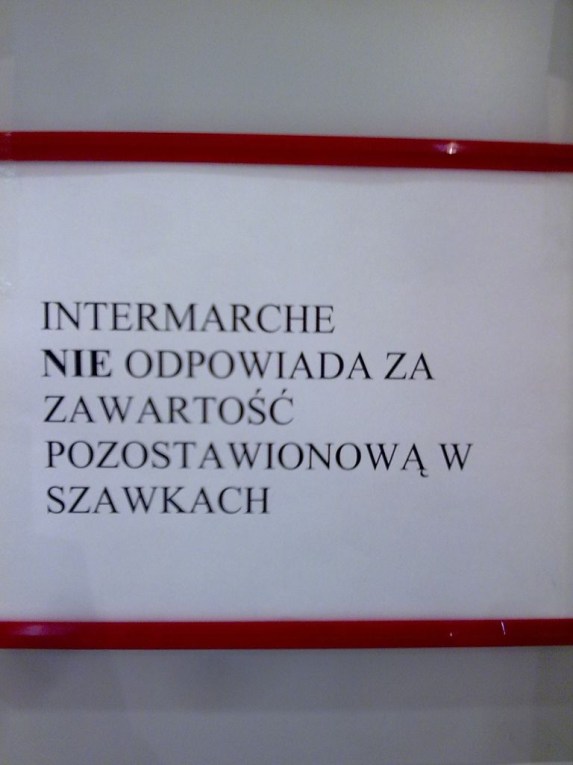 INTERMARCHE
NIE ODPOWIADA ZA
ZAWARTOŚĆ
POZOSTAWIONOWĄ W
SZAWKACH